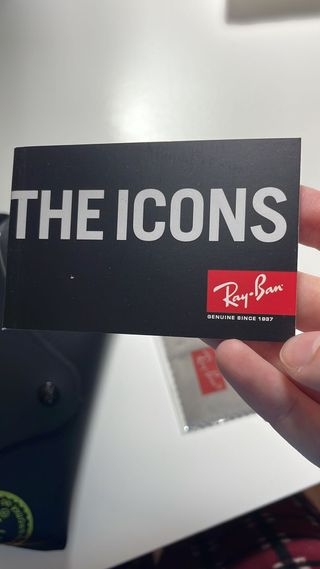 THE ICONS
Ray-Ban
GENUINE SINCE 1937